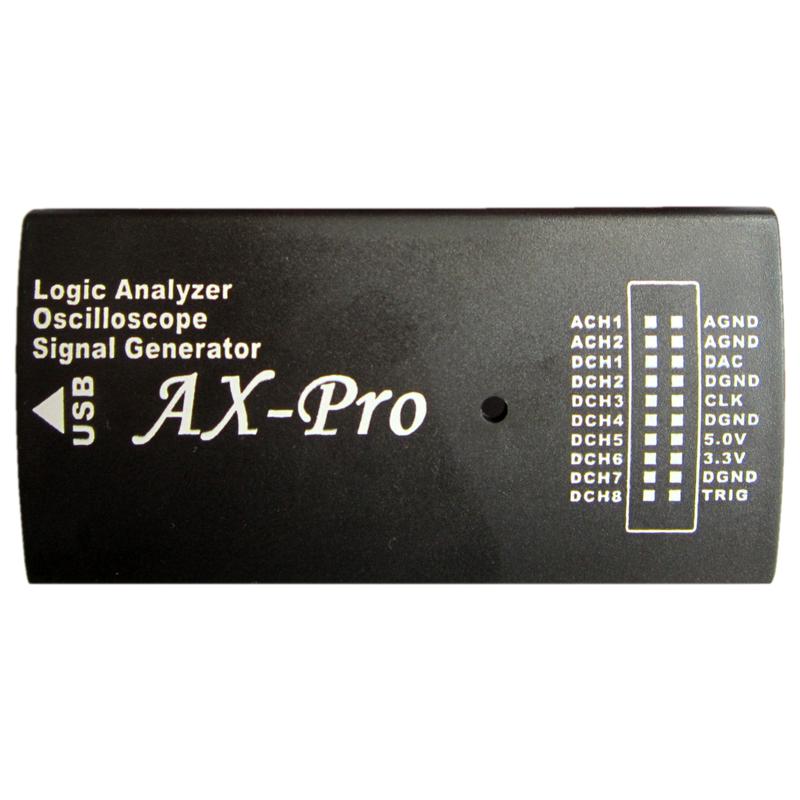 Logic Analyzer
Oscilloscope
Signal Generator
USB
AX-Pro
ACH1 AGND
ACH2 AGND
DCH1 DAC
DCH2 DGND
DCH3 CLK
DCH4 DGND
DCH5 5.0V
DCH6 3.3V
DCH7 DGND
DCH8 TRIG